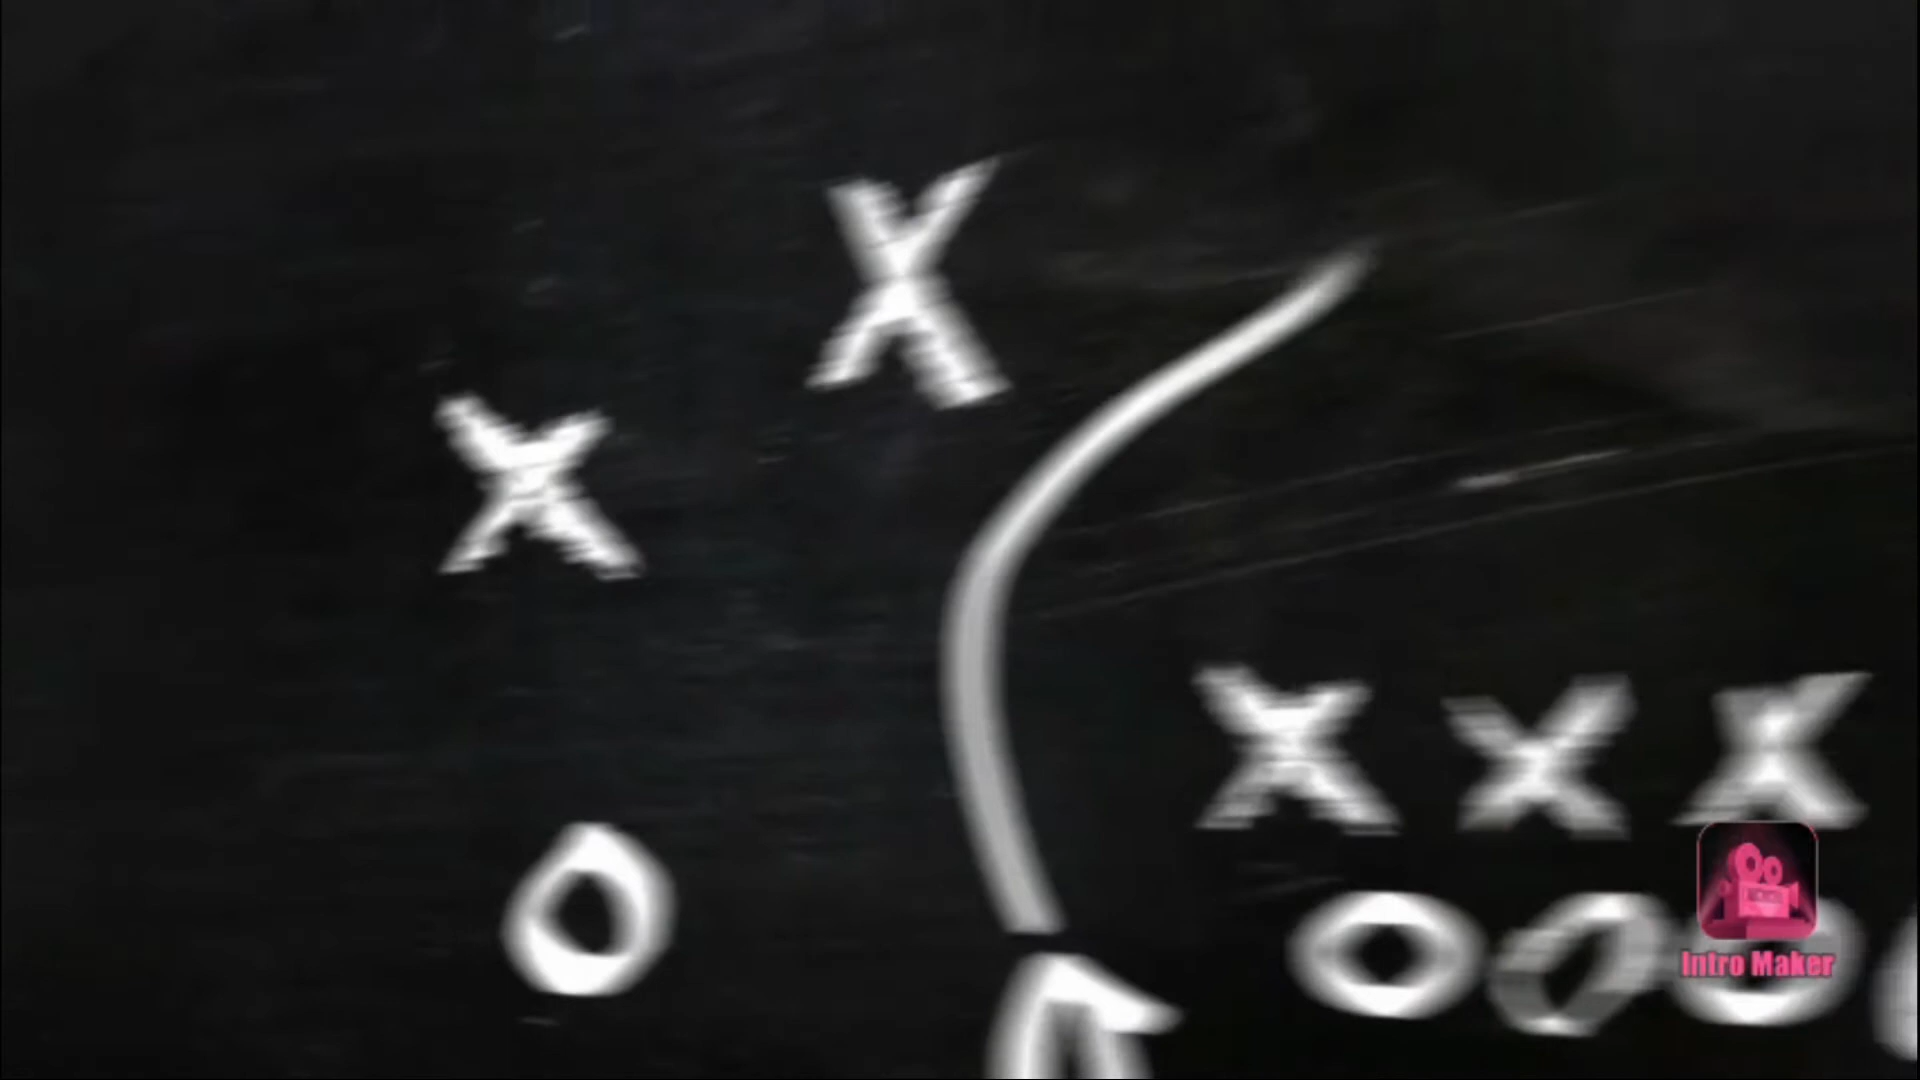 X
X
X X X
O O O O
Intro Maker